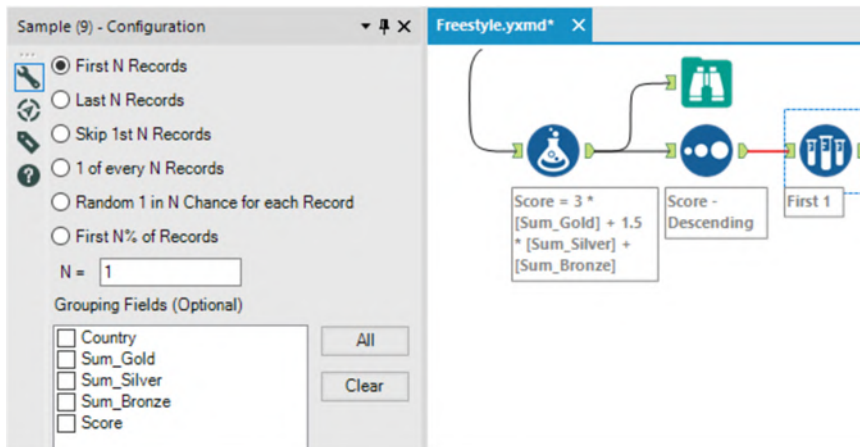 Sample (9) - Configuration
First N Records
Last N Records
Skip 1st N Records
1 of every N Records
Random 1 in N Chance for each Record
First N% of Records
N = 1
Grouping Fields (Optional)
Country
Sum_Gold
Sum_Silver
Sum_Bronze
Score
All
Clear
Freestyle.yxmd*
Score = 3 *
[Sum_Gold] + 1.5
* [Sum_Silver] +
[Sum_Bronze]
Score -
Descending
First 1